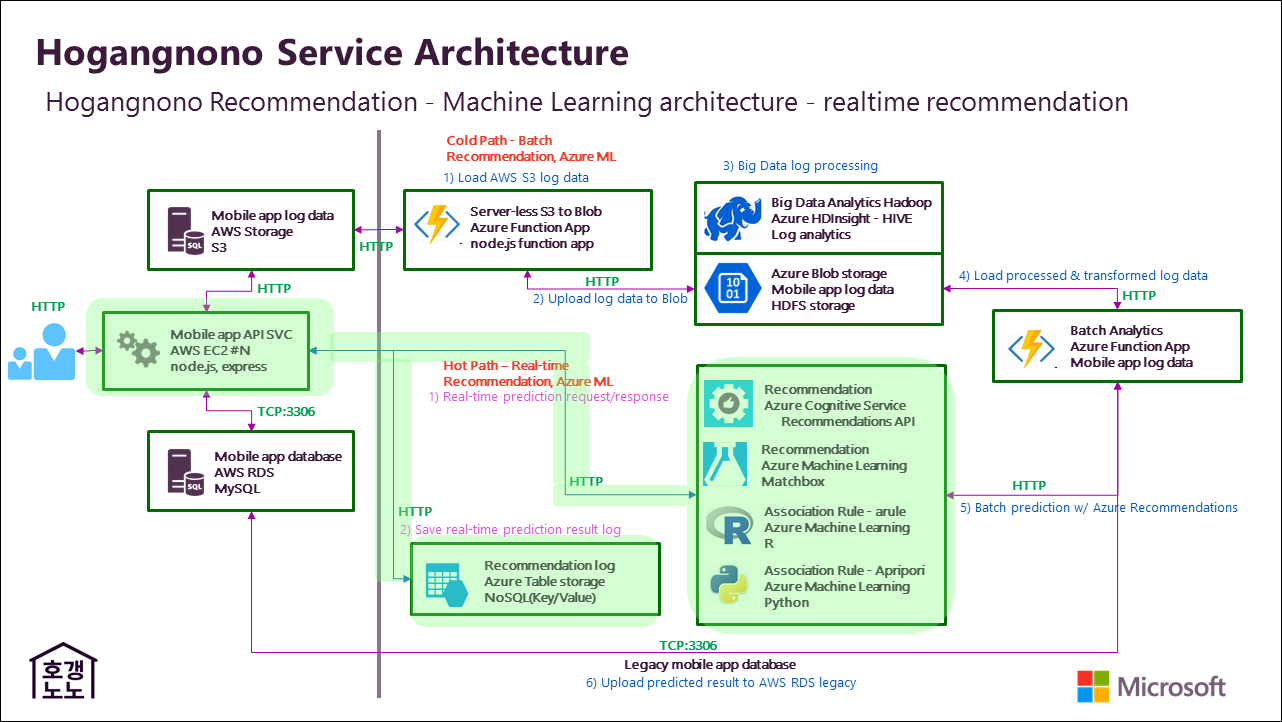 Hogangnono Service Architecture
Hogangnono Recommendation - Machine Learning architecture - realtime recommendation
Cold Path - Batch
Recommendation, Azure ML
1) Load AWS S3 log data
3) Big Data log processing
Mobile app log data
AWS Storage
S3
SQL
HTTP
Server-less S3 to Blob
Azure Function App
node.js function app
Big Data Analytics Hadoop
Azure HDInsight - HIVE
Log analytics
HTTP
2) Upload log data to Blob
10
01
Azure Blob storage
Mobile app log data
HDFS storage
4) Load processed & transformed log data
HTTP
HTTP
HTTP
Mobile app API SVC
AWS EC2 #N
node.js, express
Batch Analytics
Azure Function App
Mobile app log data
Hot Path – Real-time
Recommendation, Azure ML
1) Real-time prediction request/response
TCP:3306
Mobile app database
AWS RDS
MySQL
SQL
Recommendation
Azure Cognitive Service
Recommendations API
Recommendation
Azure Machine Learning
Matchbox
HTTP
HTTP
5) Batch prediction w/ Azure Recommendations
HTTP
2) Save real-time prediction result log
R
Association Rule - arule
Azure Machine Learning
R
Recommendation log
Azure Table storage
NoSQL(Key/Value)
Association Rule - Apripori
Azure Machine Learning
Python
TCP:3306
Legacy mobile app database
6) Upload predicted result to AWS RDS legacy
호갱
노노
Microsoft